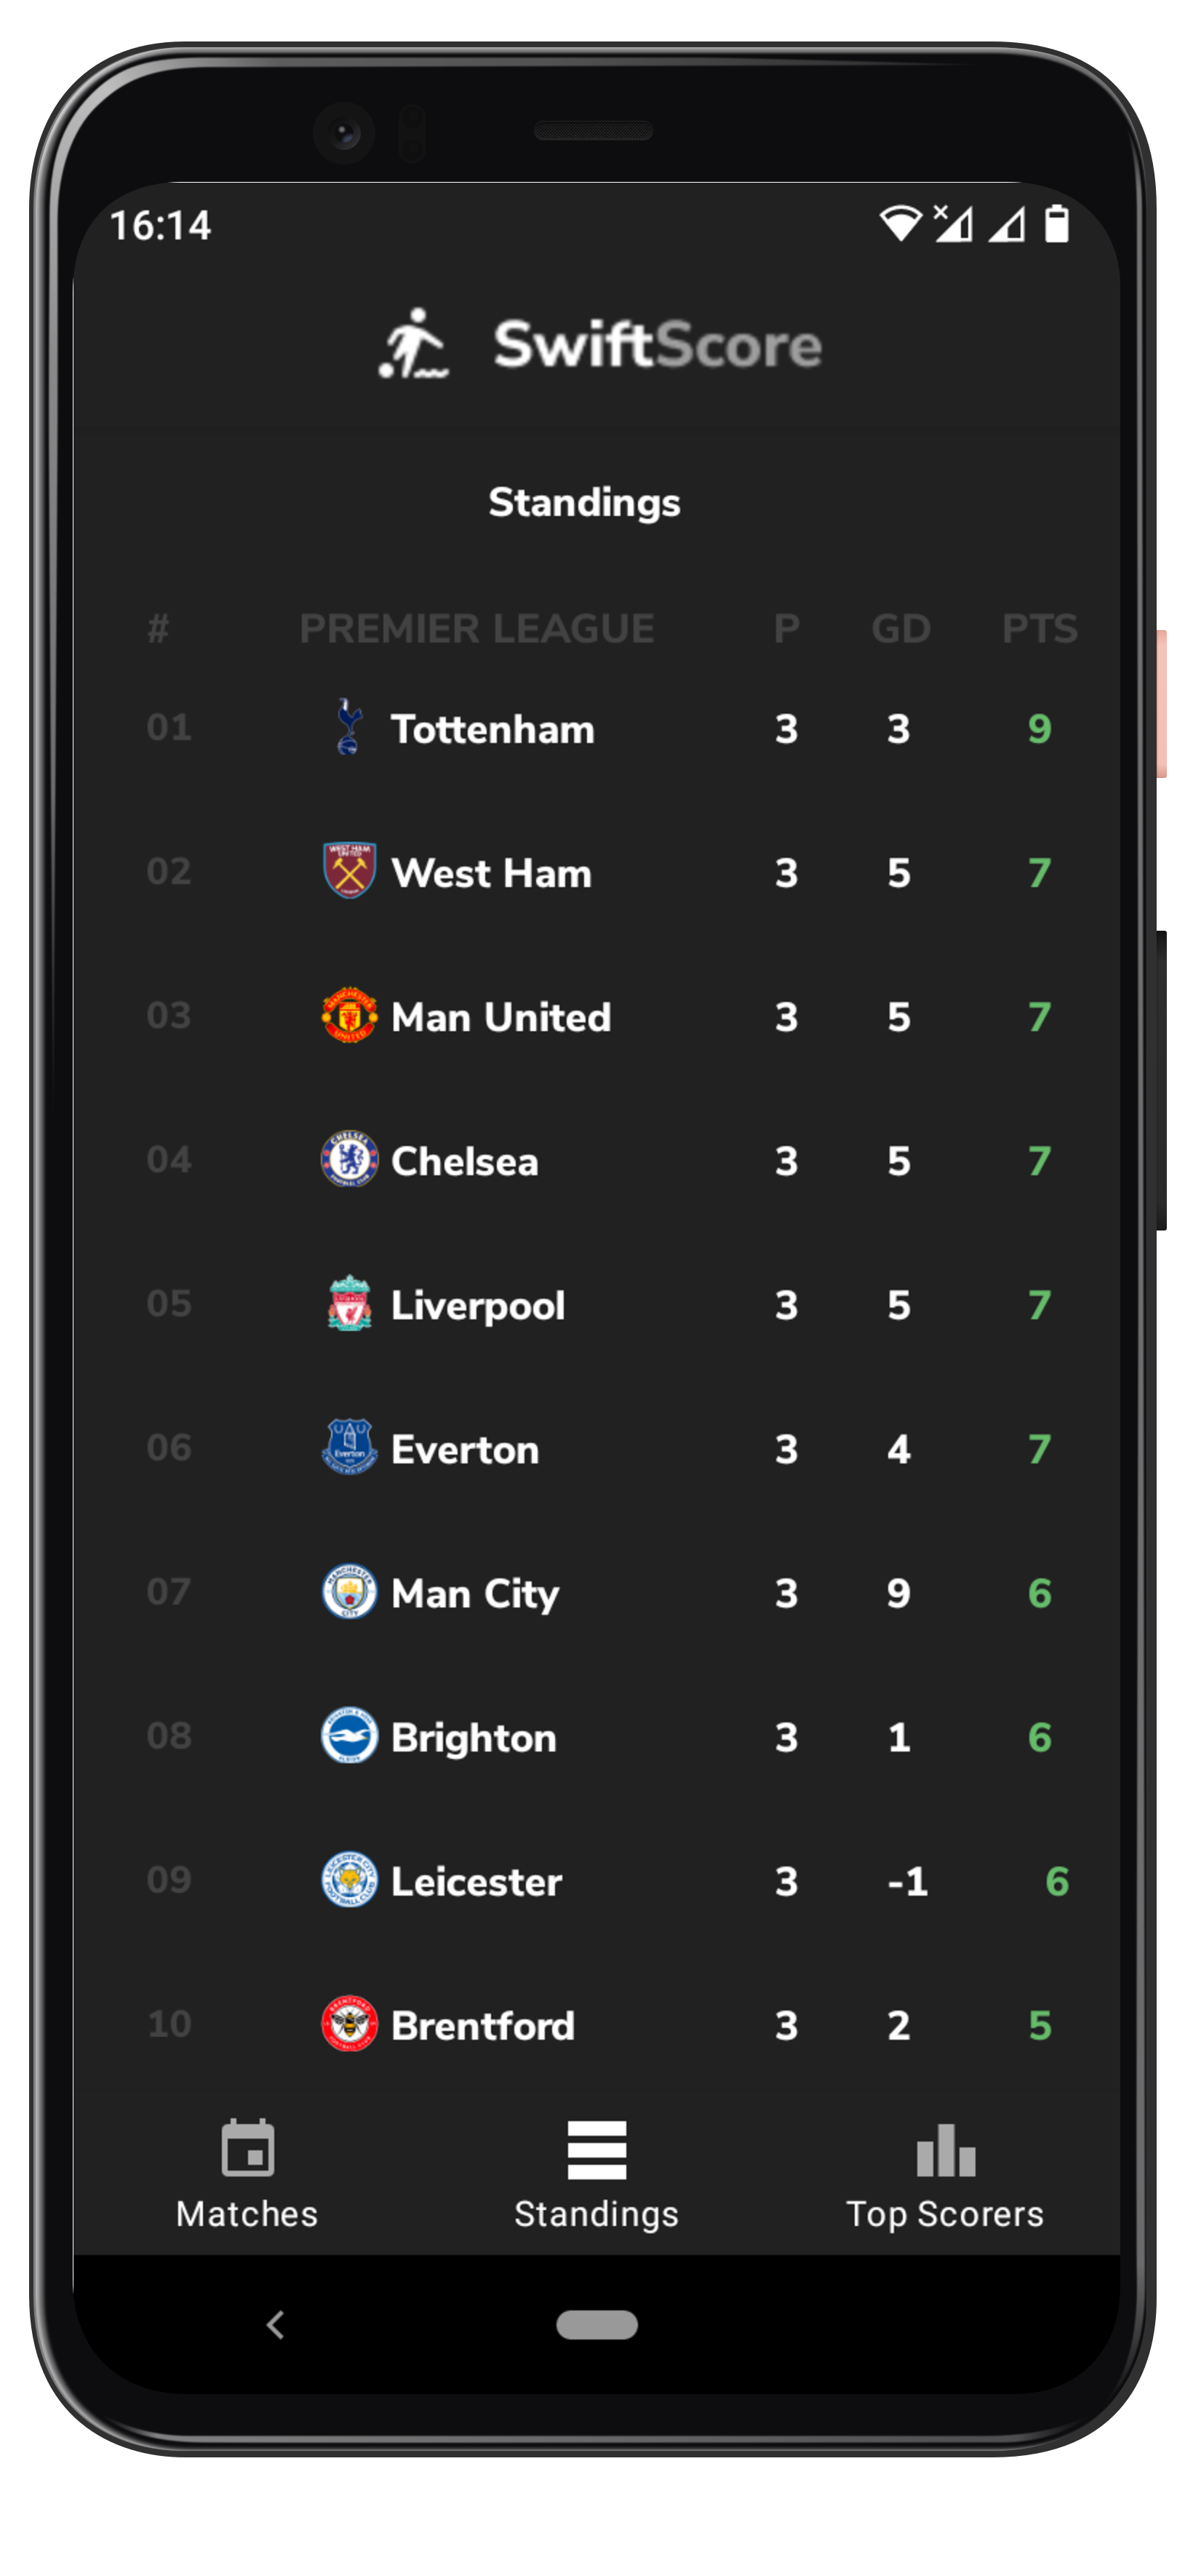 16:14
SwiftScore
Standings
# PREMIER LEAGUE P GD PTS
01 Tottenham 3 3 9
02 West Ham 3 5 7
03 Man United 3 5 7
04 Chelsea 3 5 7
05 Liverpool 3 5 7
06 Everton 3 4 7
07 Man City 3 9 6
08 Brighton 3 1 6
09 Leicester 3 -1 6
10 Brentford 3 2 5
Matches Standings Top Scorers